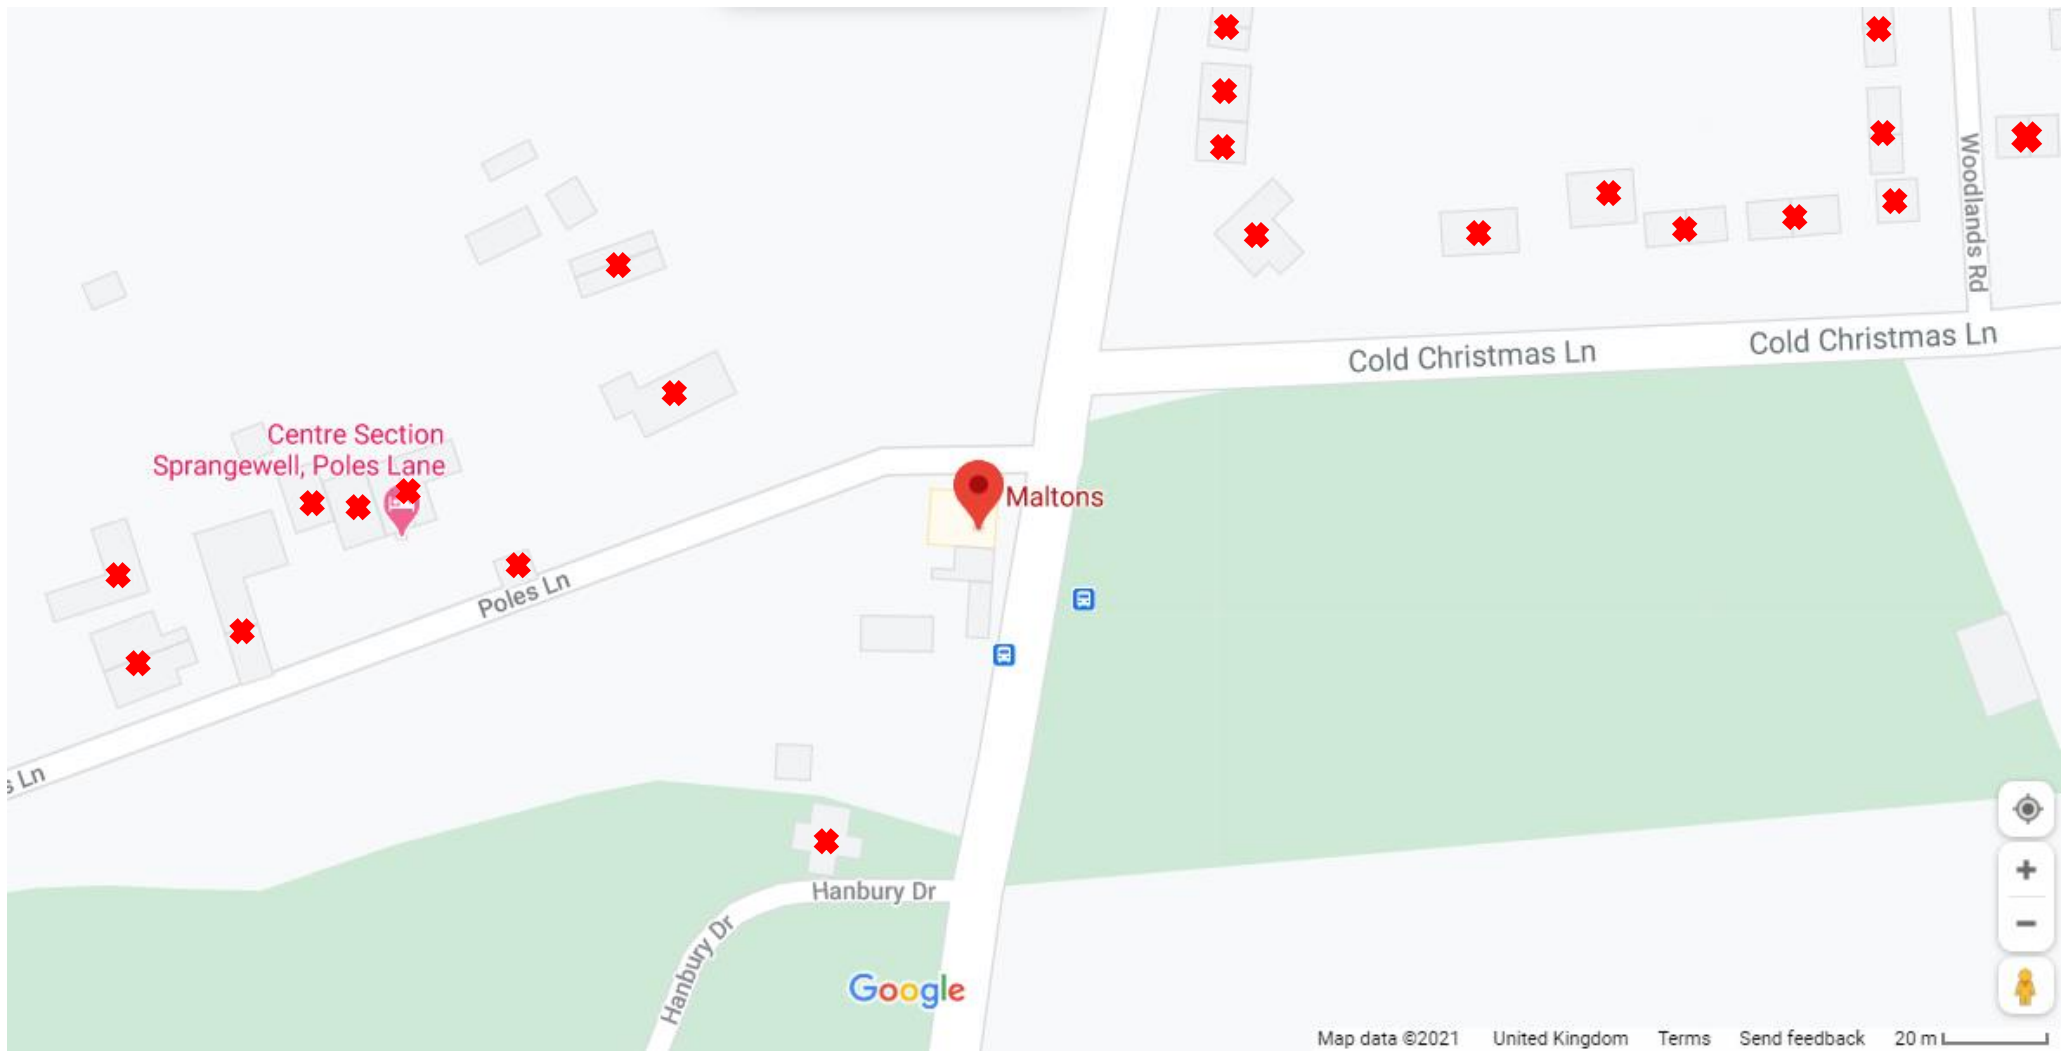 Woodlands Rd
Cold Christmas Ln
Cold Christmas Ln
Centre Section
Sprangewell, Poles Lane
Maltons
Poles Ln
s Ln
Hanbury Dr
Hanbury Dr
Google
Map data ©2021 United Kingdom Terms Send feedback 20 m